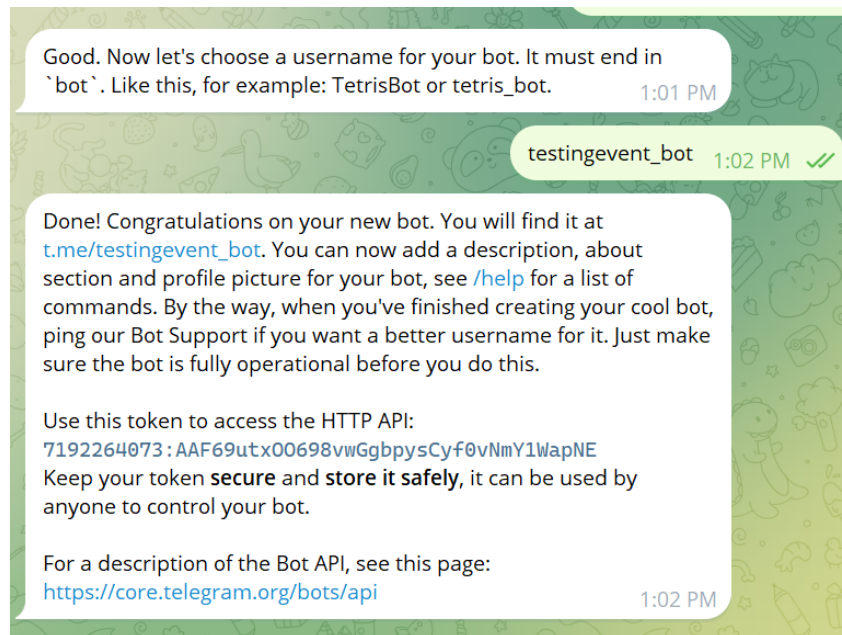 Good. Now let's choose a username for your bot. It must end in
`bot`. Like this, for example: TetrisBot or tetris_bot.
1:01 PM
testingevent_bot
1:02 PM
Done! Congratulations on your new bot. You will find it at
t.me/testingevent_bot. You can now add a description, about
section and profile picture for your bot, see /help for a list of
commands. By the way, when you've finished creating your cool bot,
ping our Bot Support if you want a better username for it. Just make
sure the bot is fully operational before you do this.
Use this token to access the HTTP API:
7192264073:AAF69utxOO698vwGgbpysCyf0vNmY1WapNE
Keep your token secure and store it safely, it can be used by
anyone to control your bot.
For a description of the Bot API, see this page:
https://core.telegram.org/bots/api
1:02 PM